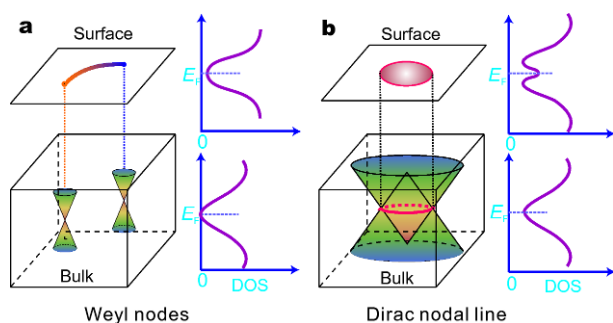 a
Surface
E_F
0
Bulk
E_F
0
DOS
Weyl nodes
b
Surface
E_F
0
Bulk
E_F
0
DOS
Dirac nodal line